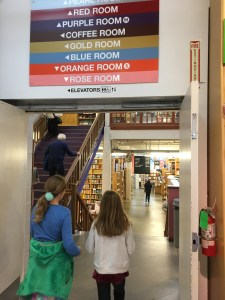 ▲RED ROOM
▲PURPLE ROOM
◀COFFEE ROOM
◀GOLD ROOM
▲BLUE ROOM
▼ORANGE ROOM
▼ROSE ROOM
◀ELEVATORS